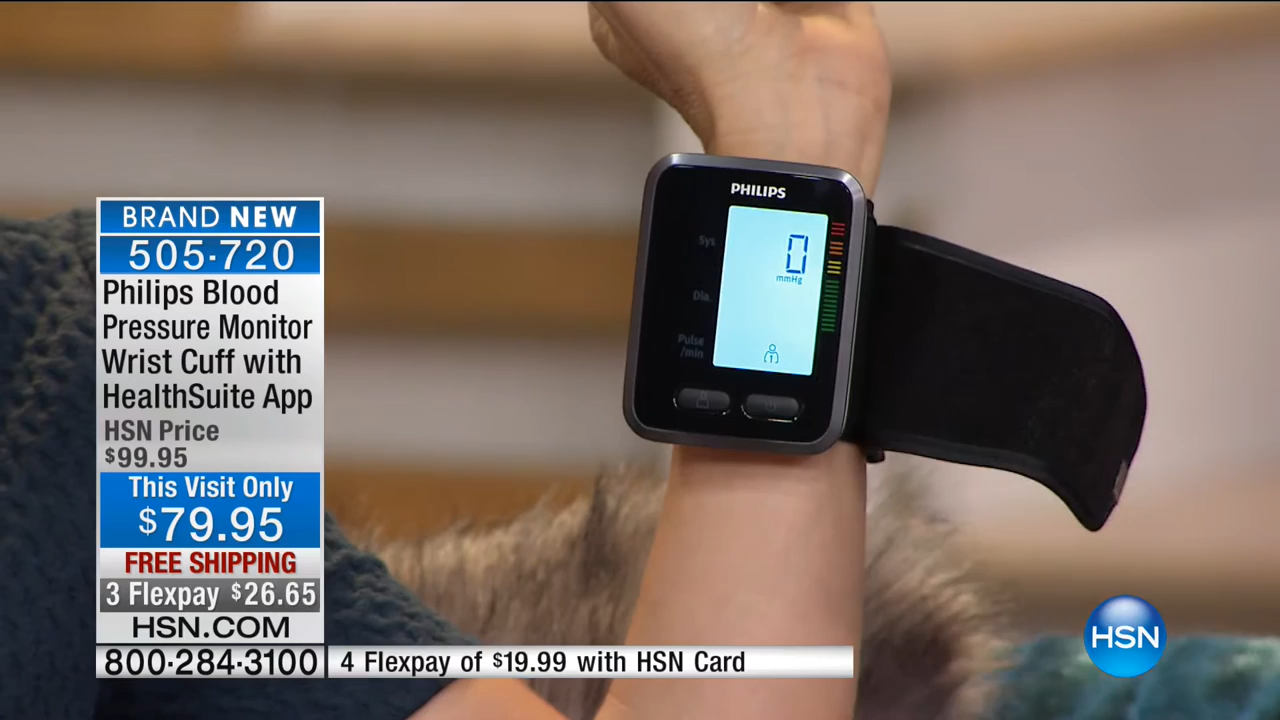 BRAND NEW
505•720
Philips Blood
Pressure Monitor
Wrist Cuff with
HealthSuite App
HSN Price
$99.95
This Visit Only
$79.95
FREE SHIPPING
3 Flexpay $26.65
HSN.COM
800•284•3100
4 Flexpay of $19.99 with HSN Card
PHILIPS
Sys
0
mmHg
Dia.
Pulse
/min
HSN